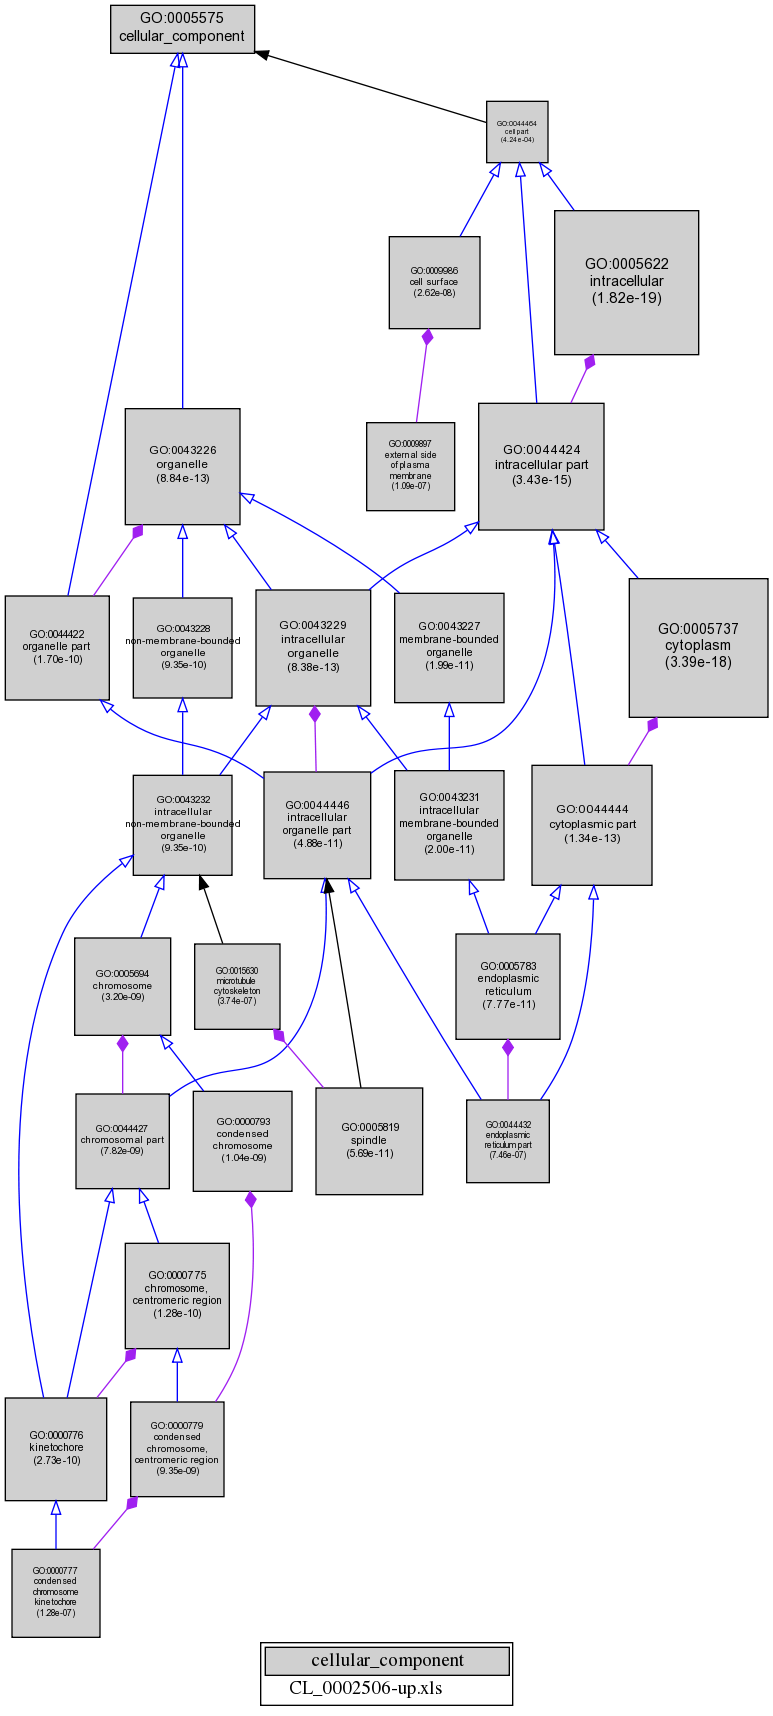 GO:0005575
cellular_component
GO:0044464
cell part
(4.24e-04)
GO:0005622
intracellular
(1.82e-19)
GO:0009986
cell surface
(2.62e-08)
GO:0043226
organelle
(8.84e-13)
GO:0009897
external side
of plasma
membrane
(1.09e-07)
GO:0044424
intracellular part
(3.43e-15)
GO:0044422
organelle part
(1.70e-10)
GO:0043228
non-membrane-bounded
organelle
(9.35e-10)
GO:0043229
intracellular
organelle
(8.38e-13)
GO:0043227
membrane-bounded
organelle
(1.99e-11)
GO:0005737
cytoplasm
(3.39e-18)
GO:0043232
intracellular
non-membrane-bounded
organelle
(9.35e-10)
GO:0044446
intracellular
organelle part
(4.88e-11)
GO:0043231
intracellular
membrane-bounded
organelle
(2.00e-11)
GO:0044444
cytoplasmic part
(1.34e-13)
GO:0005694
chromosome
(3.20e-09)
GO:0015630
microtubule
cytoskeleton
(3.74e-07)
GO:0005783
endoplasmic
reticulum
(7.77e-11)
GO:0044427
chromosomal part
(7.82e-09)
GO:0000793
condensed
chromosome
(1.04e-09)
GO:0005819
spindle
(5.69e-11)
GO:0044432
endoplasmic
reticulum part
(7.46e-07)
GO:0000775
chromosome,
centromeric region
(1.28e-10)
GO:0000776
kinetochore
(2.73e-10)
GO:0000779
condensed
chromosome,
centromeric region
(9.35e-09)
GO:0000777
condensed
chromosome
kinetochore
(1.28e-07)
cellular_component
CL_0002506-up.xls